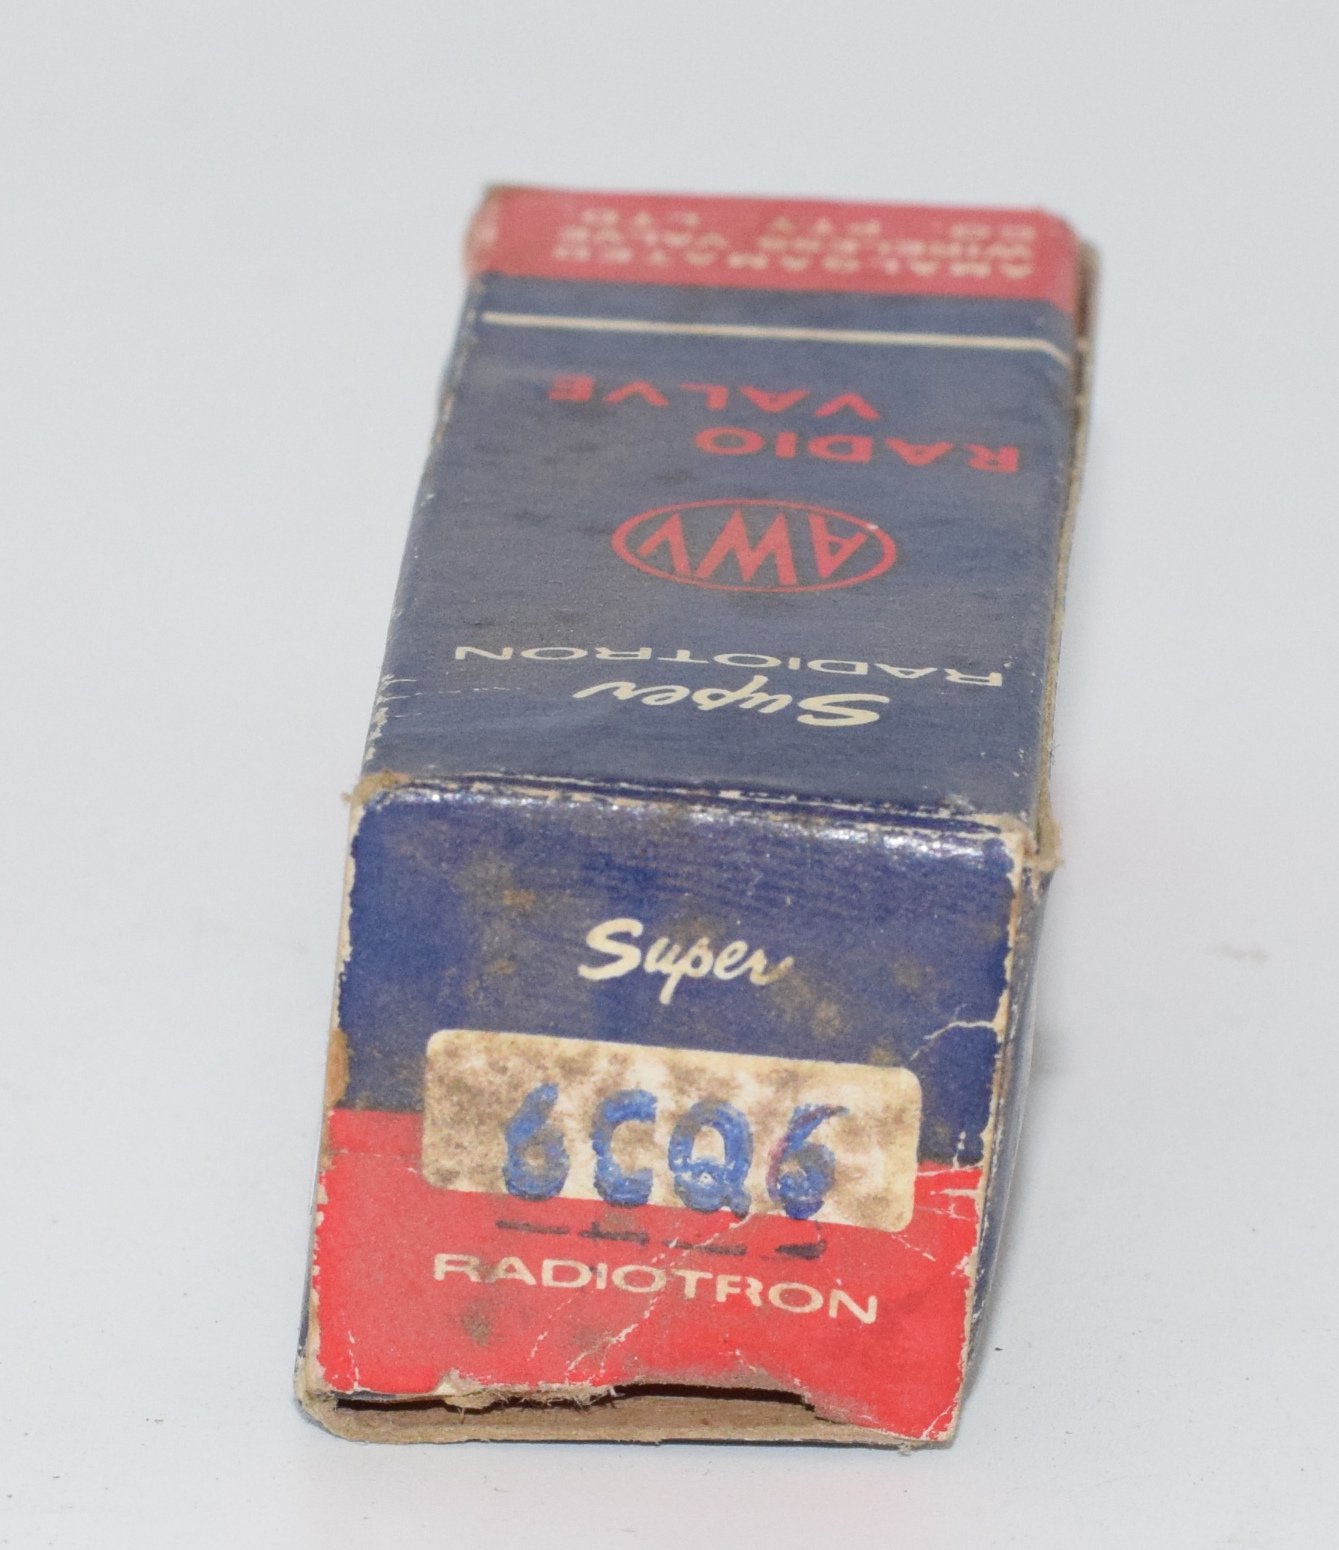 Super
6CQ6
RADIOTRON
Super
RADIOTRON
AWV
RADIO
VALVE
AMALGAMATED
WIRELESS VALVE
CO. PTY. LTD.